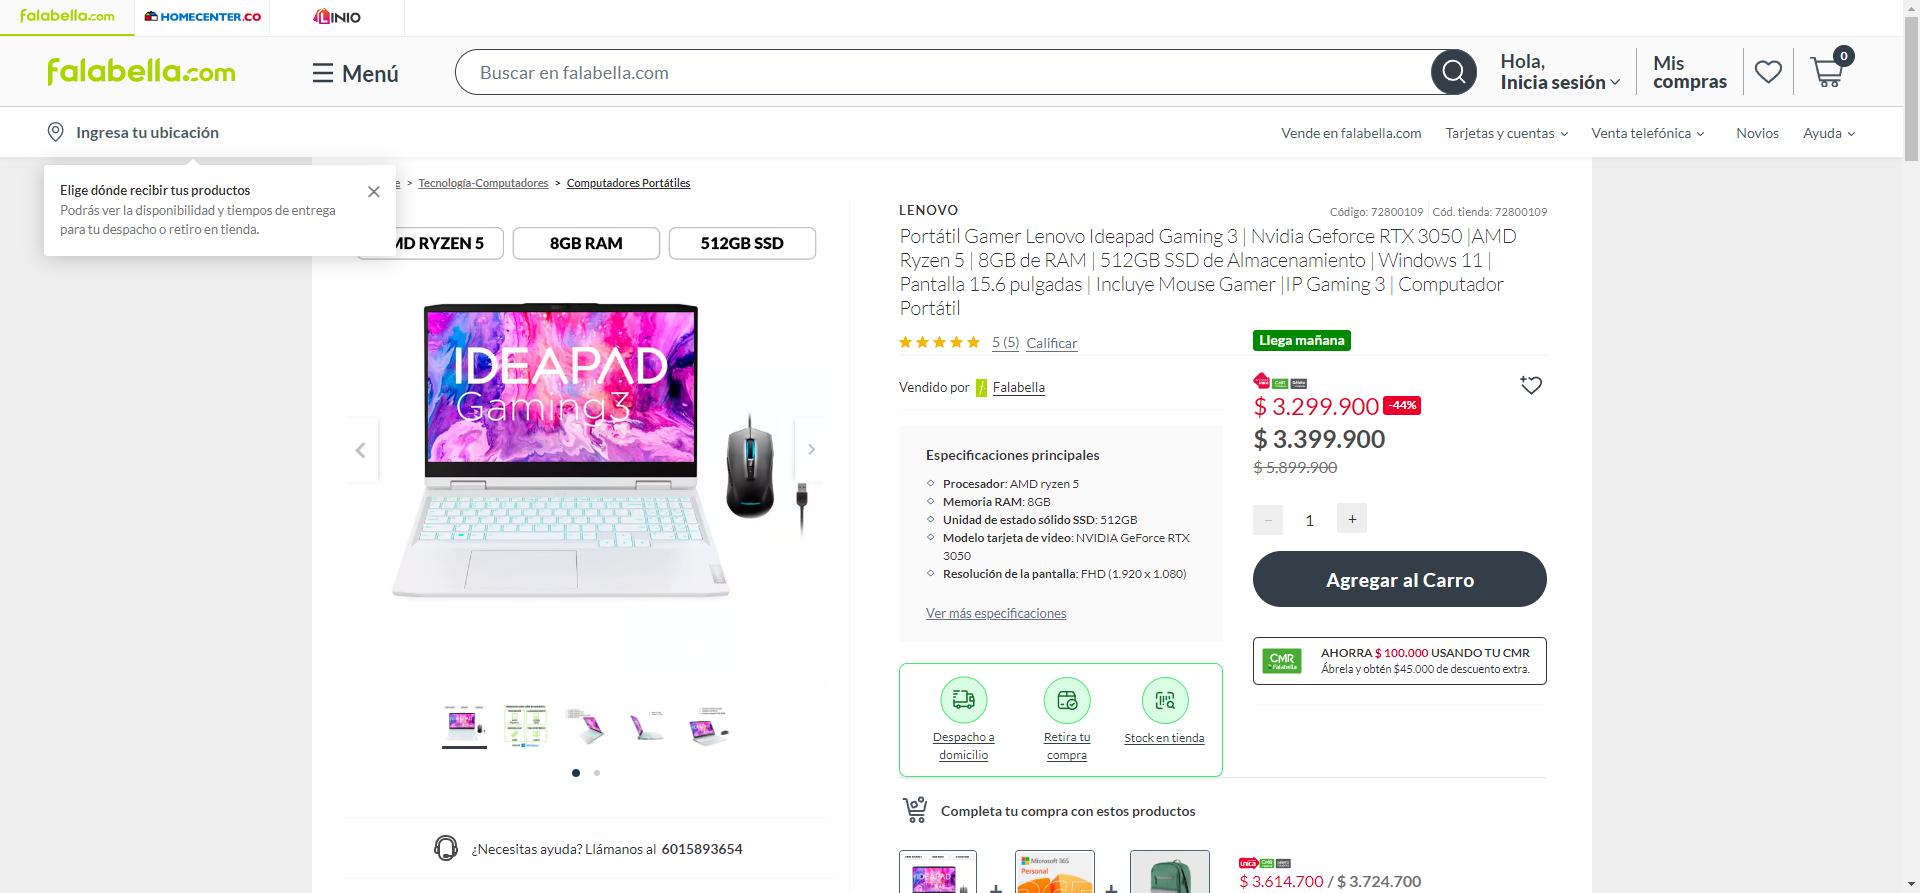 falabella.com
HOMECENTER.CO
LINIO
falabella.com
Menú
Buscar en falabella.com
Hola,
Inicia sesión
Mis
compras
0
Ingresa tu ubicación
Vende en falabella.com
Tarjetas y cuentas
Venta telefónica
Novios
Ayuda
Elige dónde recibir tus productos
Podrás ver la disponibilidad y tiempos de entrega
para tu despacho o retiro en tienda.
e > Tecnología-Computadores > Computadores Portátiles
MD RYZEN 5
8GB RAM
512GB SSD
IDEAPAD
Gaming3
LENOVO
Código: 72800109
Cód. tienda: 72800109
Portátil Gamer Lenovo Ideapad Gaming 3 | Nvidia Geforce RTX 3050 |AMD
Ryzen 5 | 8GB de RAM | 512GB SSD de Almacenamiento | Windows 11 |
Pantalla 15.6 pulgadas | Incluye Mouse Gamer |IP Gaming 3 | Computador
Portátil
5 (5)
Calificar
Llega mañana
Vendido por
Falabella
$ 3.299.900
-44%
$ 3.399.900
$ 5.899.900
Especificaciones principales
Procesador: AMD ryzen 5
Memoria RAM: 8GB
Unidad de estado sólido SSD: 512GB
Modelo tarjeta de video: NVIDIA GeForce RTX
3050
Resolución de la pantalla: FHD (1.920 x 1.080)
Ver más especificaciones
− 1 +
Agregar al Carro
CMR
Falabella
AHORRA $ 100.000 USANDO TU CMR
Ábrela y obtén $45.000 de descuento extra.
Despacho a
domicilio
Retira tu
compra
Stock en tienda
Completa tu compra con estos productos
¿Necesitas ayuda? Llámanos al 6015893654
IDEAPAD
+
Microsoft 365
Personal
+
única
CMR
$ 3.614.700 / $ 3.724.700